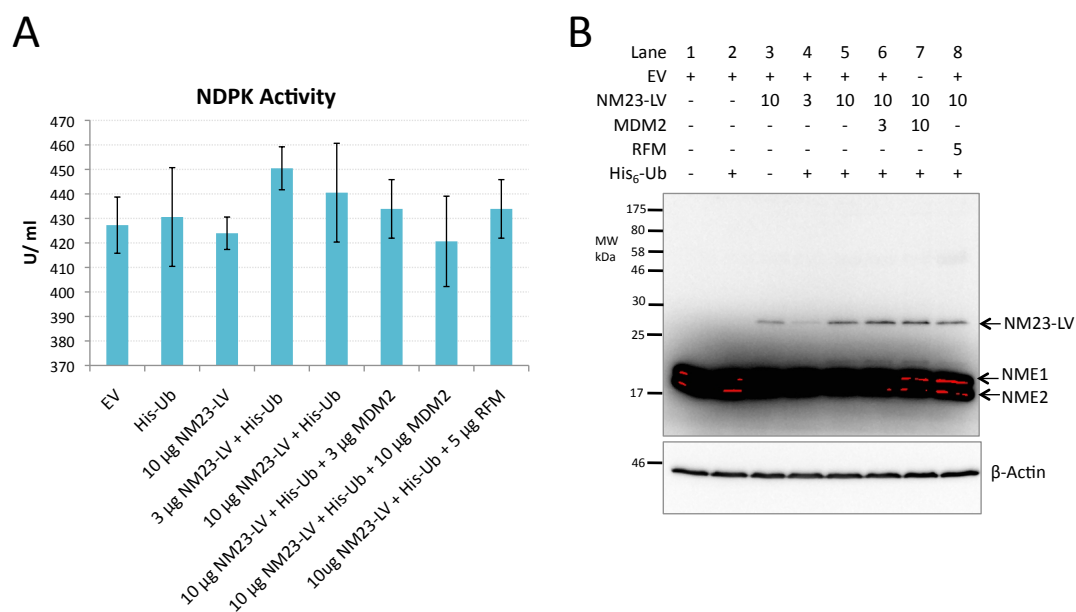 A
NDPK Activity
U/ ml
470
460
450
440
430
420
410
400
390
380
370
EV
His-Ub
10 µg NM23-LV
3 µg NM23-LV + His-Ub
10 µg NM23-LV + His-Ub
10 µg NM23-LV + His-Ub + 3 µg MDM2
10 µg NM23-LV + His-Ub + 10 µg MDM2
10ug NM23-LV + His-Ub + 5 µg RFM
B
Lane 1 2 3 4 5 6 7 8
EV + + + + + + - +
NM23-LV - - 10 3 10 10 10 10
MDM2 - - - - - 3 10 -
RFM - - - - - - - 5
His₆-Ub - + - + + + + +
MW
kDa
175
80
58
46
30
25
17
NM23-LV
NME1
NME2
46
β-Actin